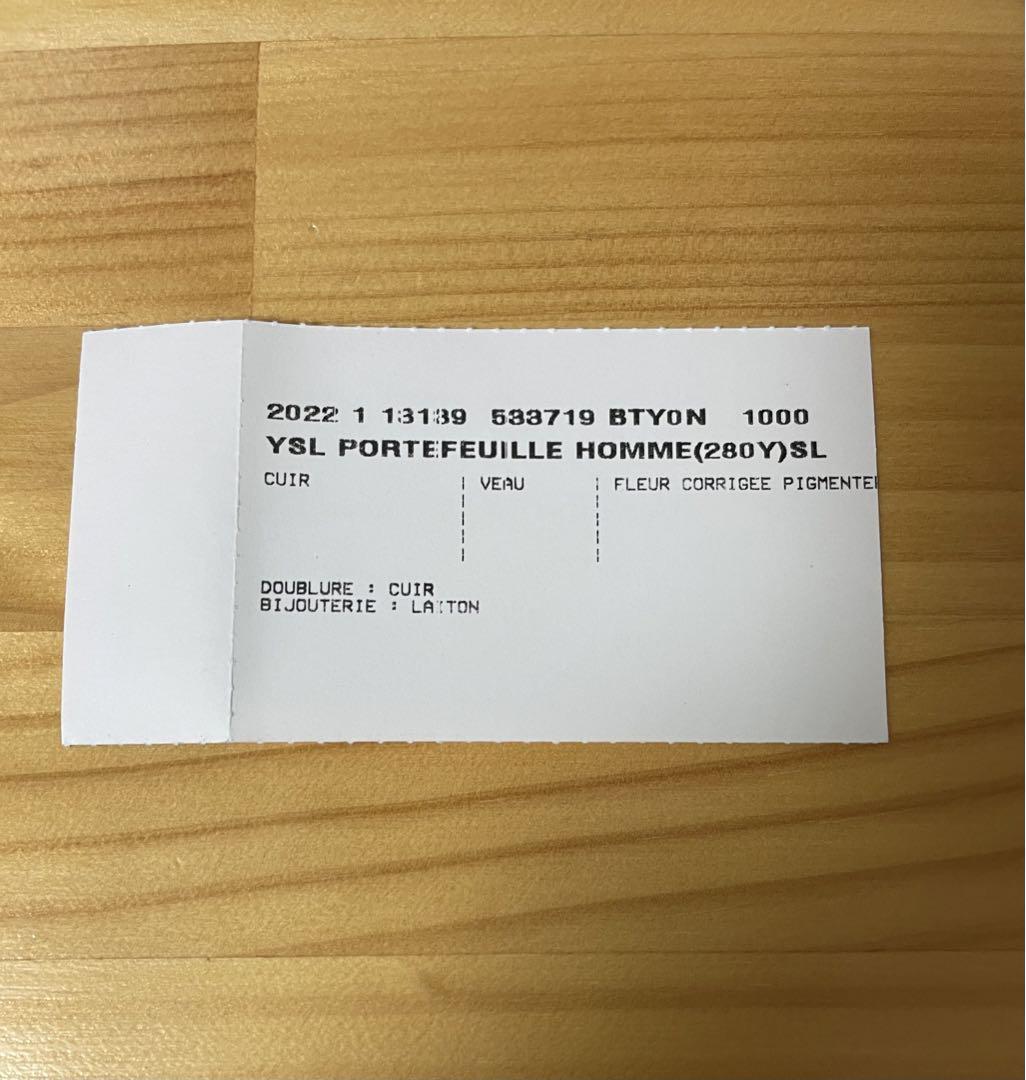 2022 1 13139 533719 BTY0N 1000
YSL PORTEFEUILLE HOMME(280Y)SL
CUIR ¦ VEAU ¦ FLEUR CORRIGEE PIGMENTE
DOUBLURE : CUIR
BIJOUTERIE : LAITON